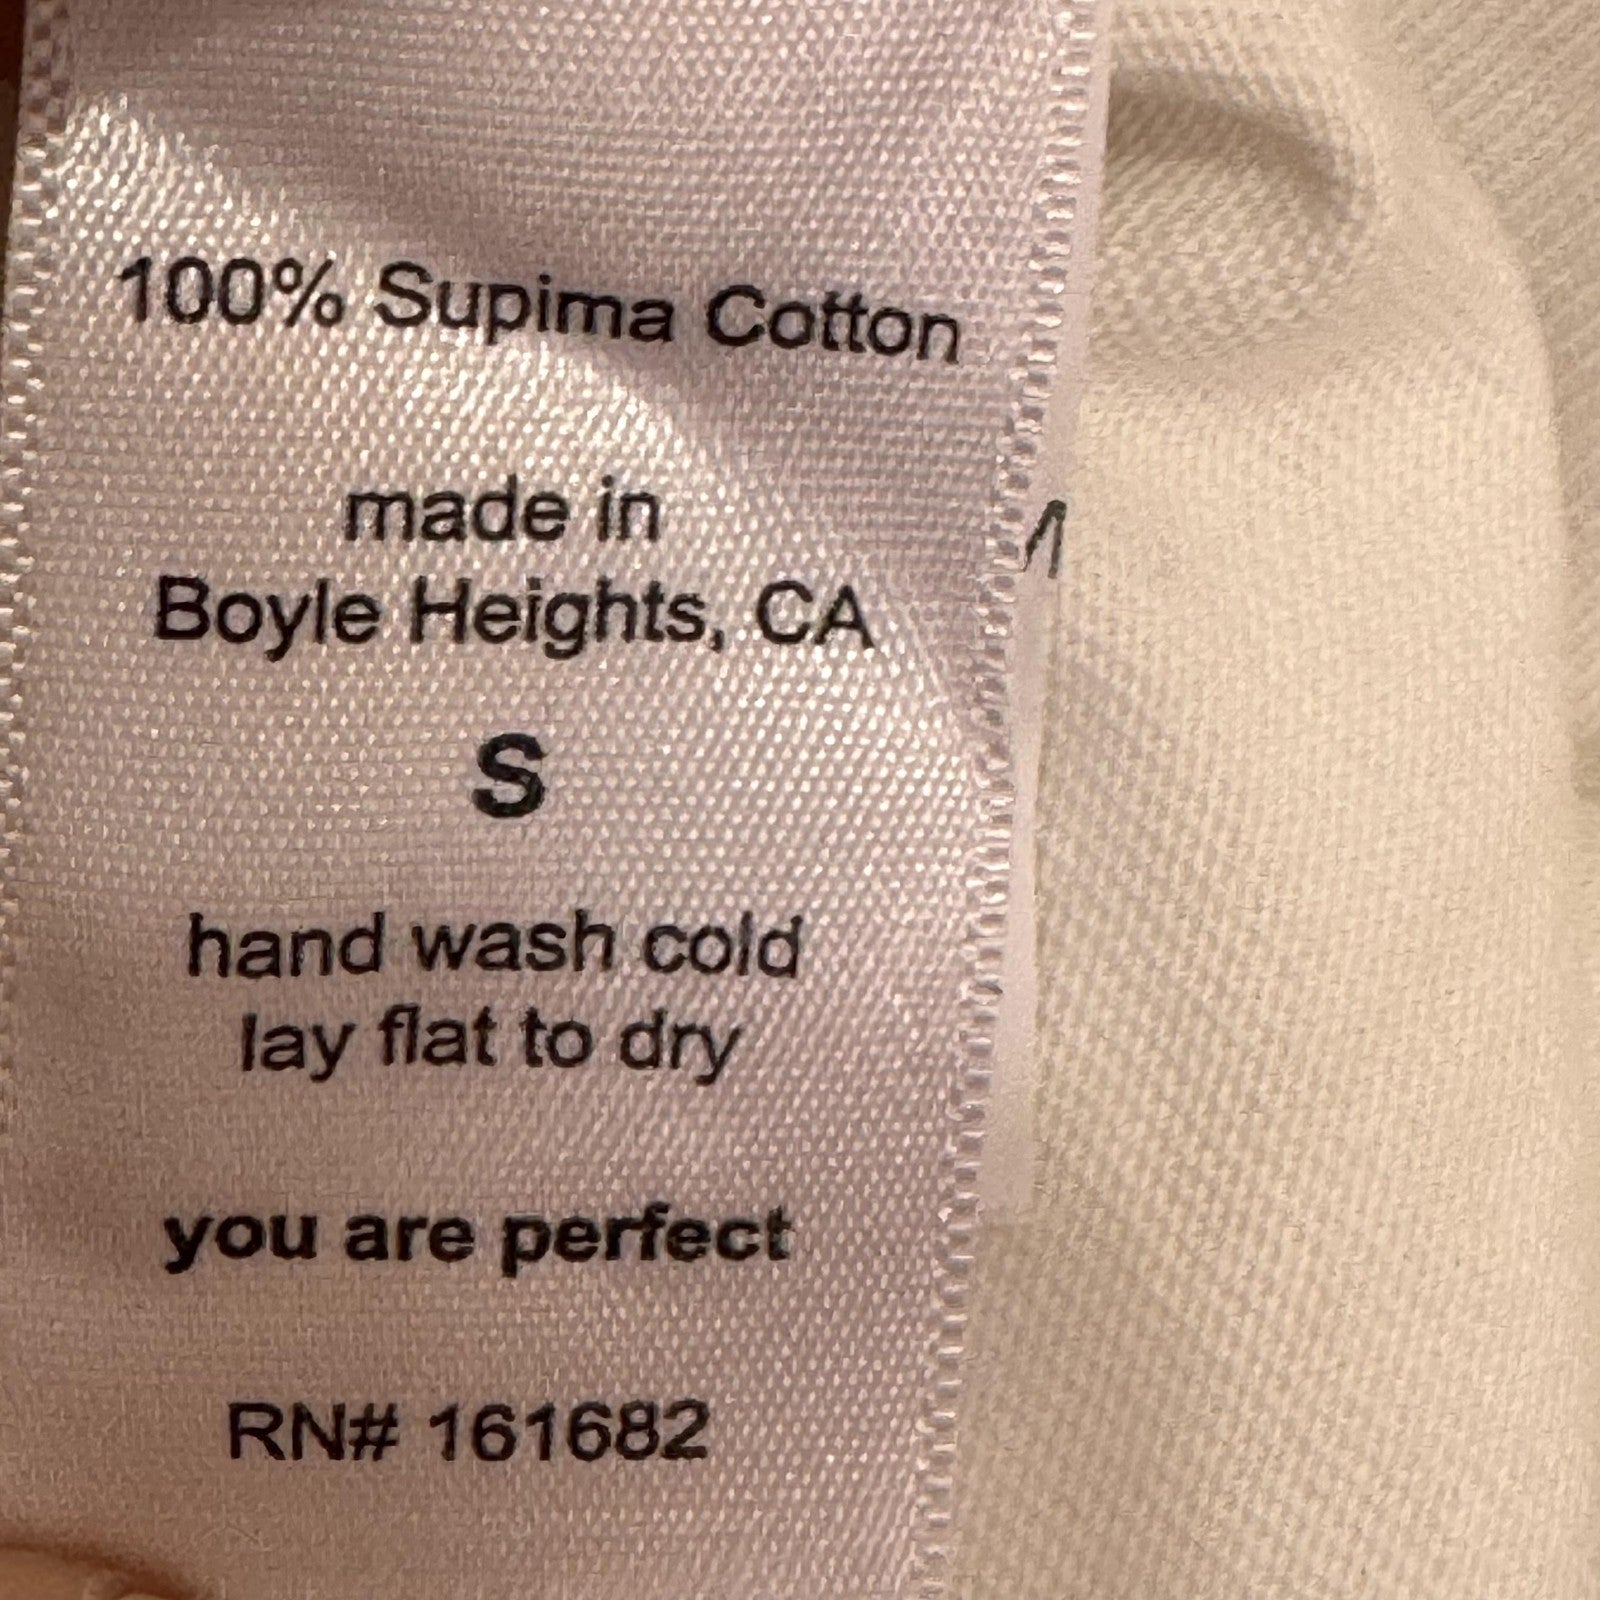 100% Supima Cotton
made in
Boyle Heights, CA
S
hand wash cold
lay flat to dry
you are perfect
RN# 161682